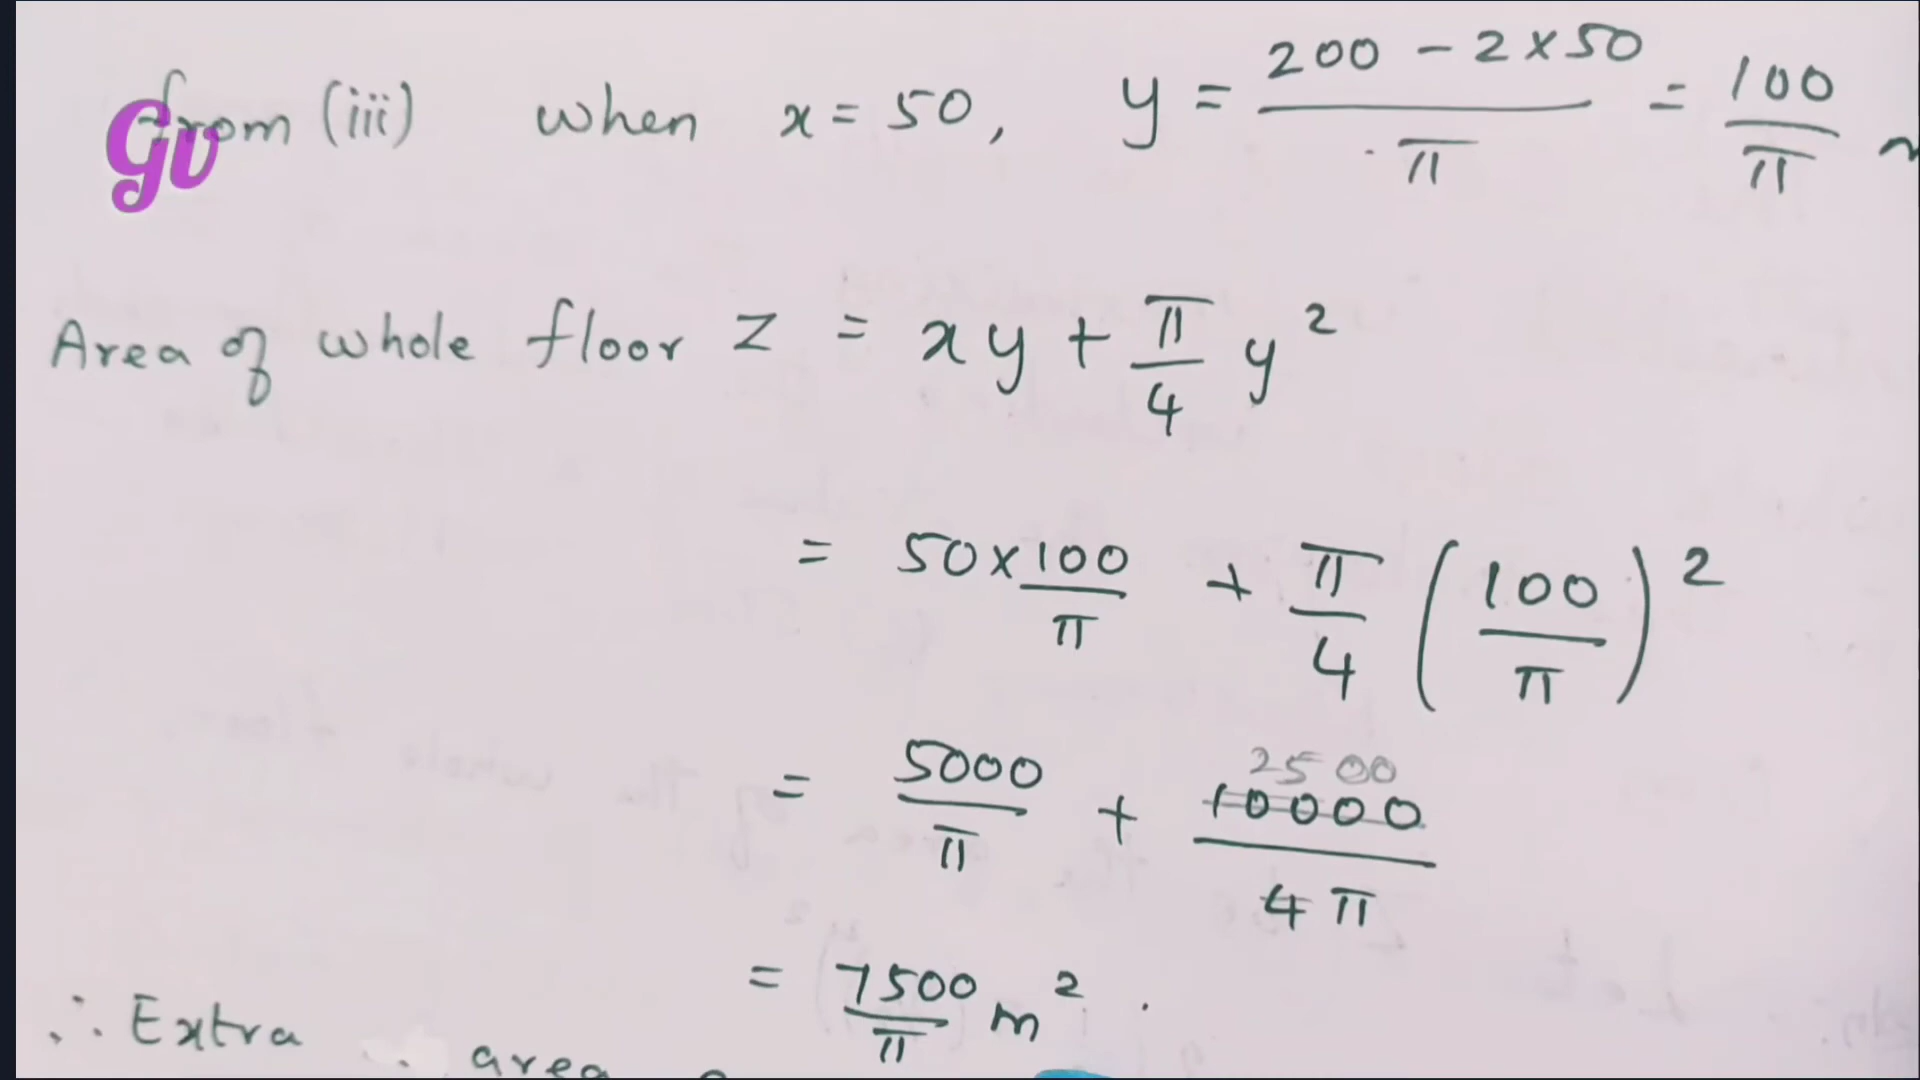 from (iii) when x = 50, y = (200 - 2×50)/π = 100/π m
GV
Area of whole floor Z = xy + π/4 y²
= 50×100/π + π/4 (100/π)²
= 5000/π + 10000/4π
2500
= 7500/π m².
∴ Extra area